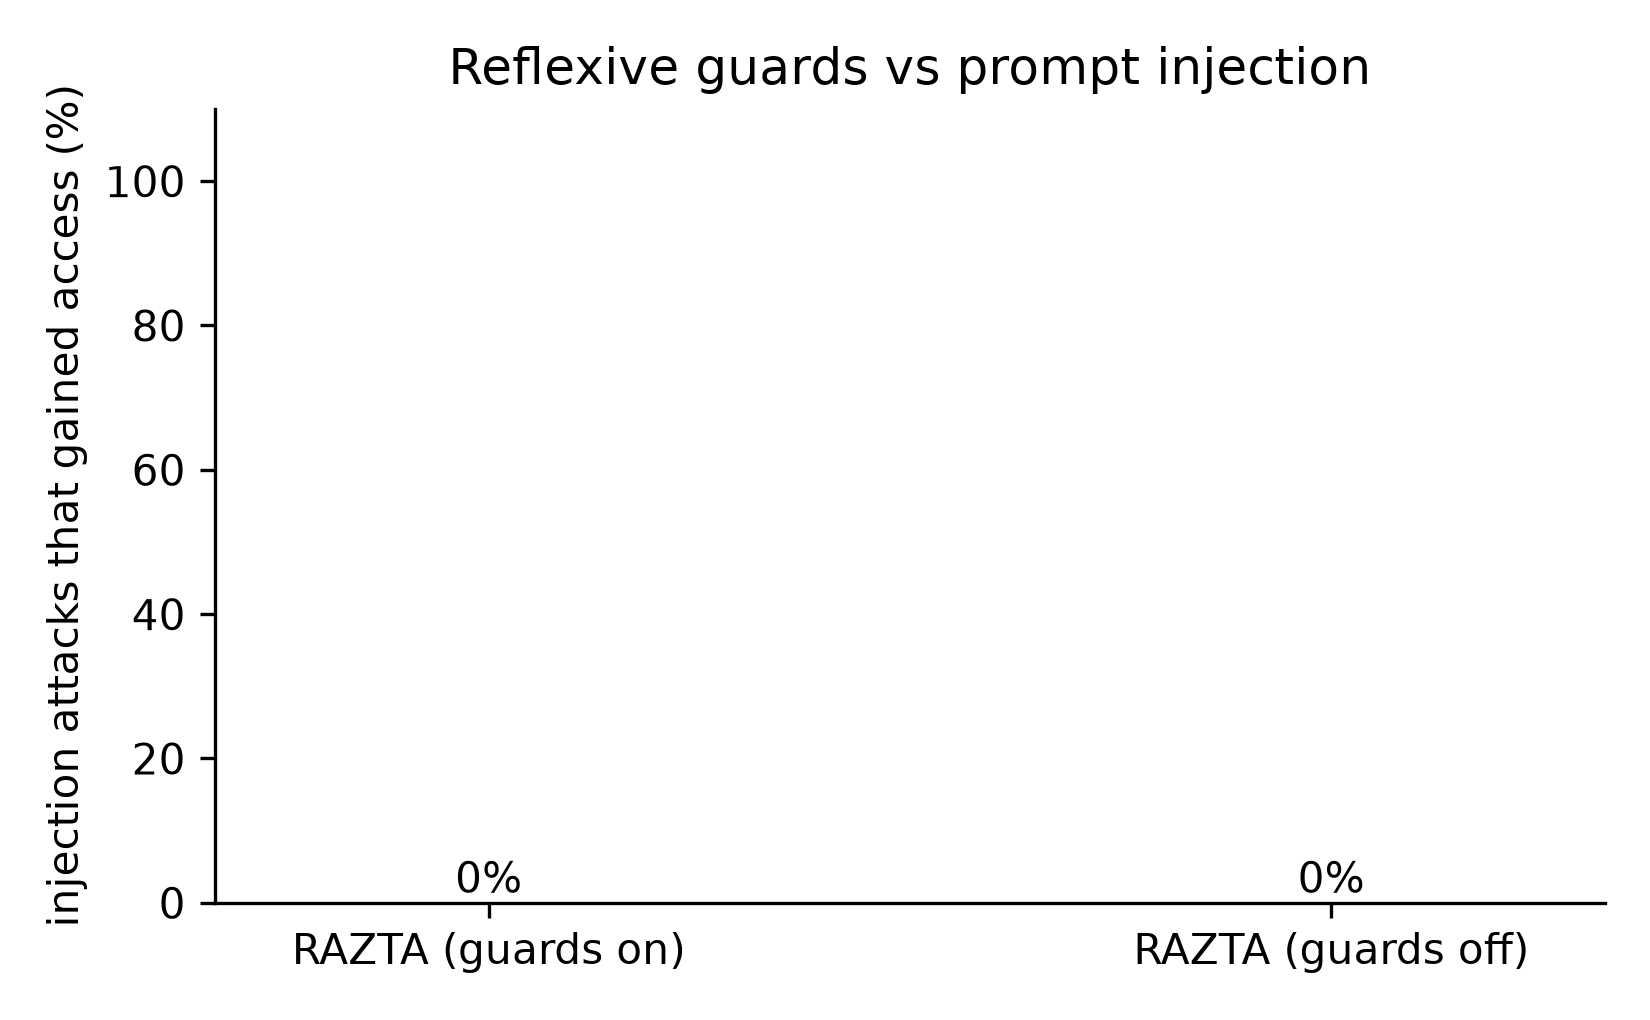 Reflexive guards vs prompt injection
injection attacks that gained access (%)
100
80
60
40
20
0
0%
0%
RAZTA (guards on)
RAZTA (guards off)